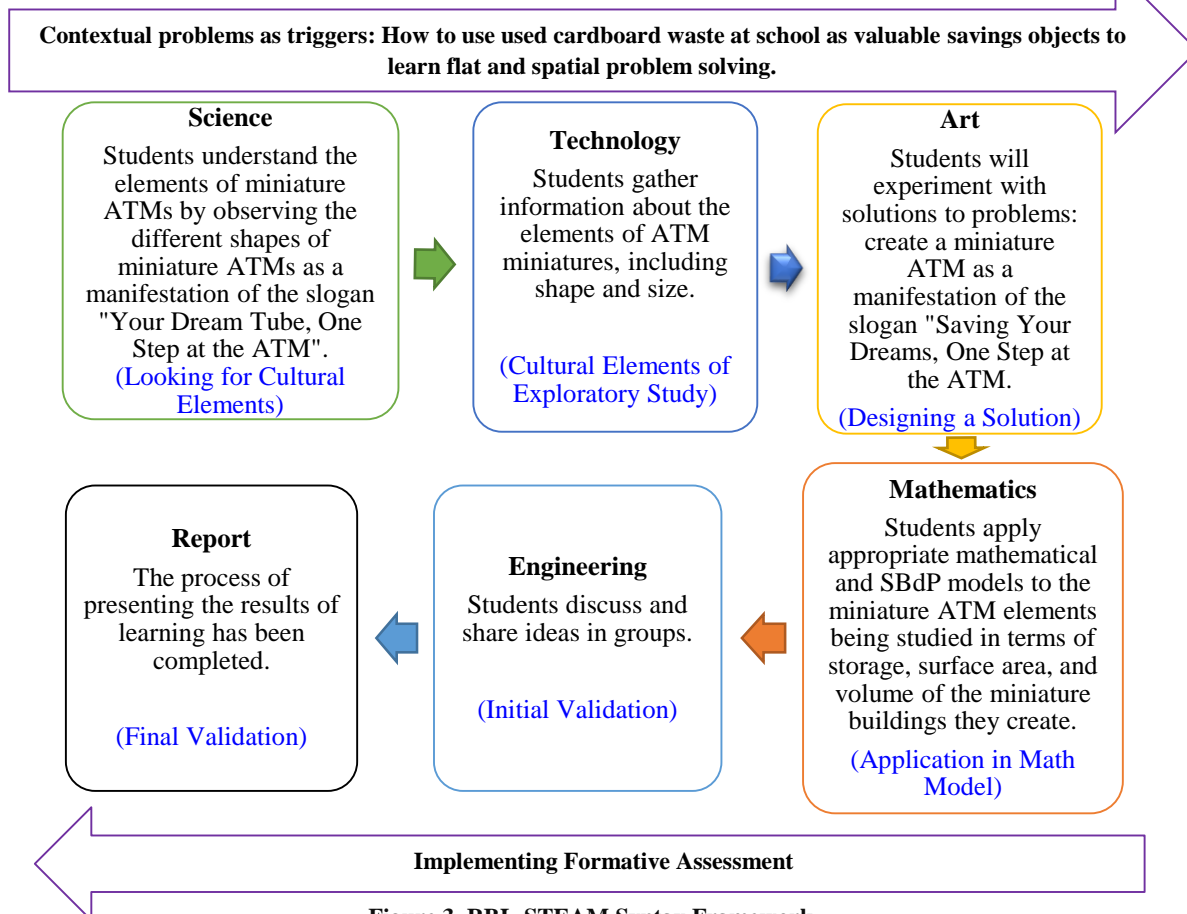 Contextual problems as triggers: How to use used cardboard waste at school as valuable savings objects to
learn flat and spatial problem solving.
Science
Students understand the
elements of miniature
ATMs by observing the
different shapes of
miniature ATMs as a
manifestation of the slogan
"Your Dream Tube, One
Step at the ATM".
(Looking for Cultural
Elements)
Technology
Students gather
information about the
elements of ATM
miniatures, including
shape and size.
(Cultural Elements of
Exploratory Study)
Art
Students will
experiment with
solutions to problems:
create a miniature
ATM as a
manifestation of the
slogan "Saving Your
Dreams, One Step at
the ATM.
(Designing a Solution)
Mathematics
Students apply
appropriate mathematical
and SBdP models to the
miniature ATM elements
being studied in terms of
storage, surface area, and
volume of the miniature
buildings they create.
(Application in Math
Model)
Engineering
Students discuss and
share ideas in groups.
(Initial Validation)
Report
The process of
presenting the results of
learning has been
completed.
(Final Validation)
Implementing Formative Assessment